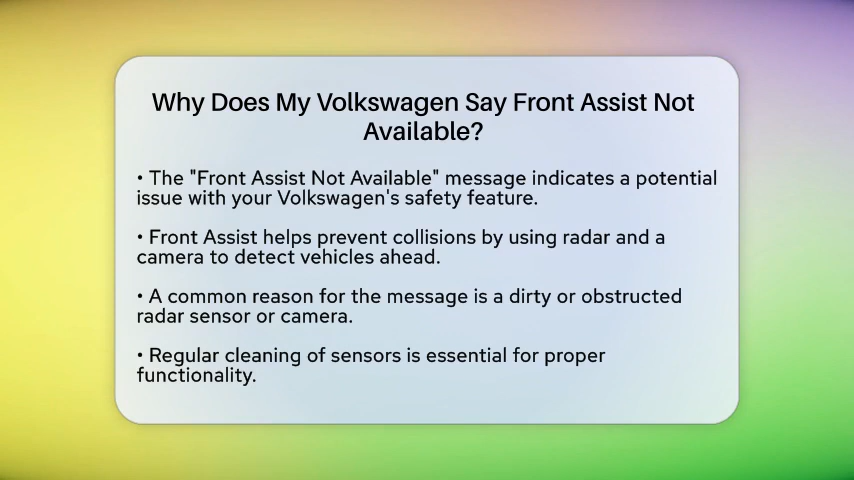 Why Does My Volkswagen Say Front Assist Not
Available?
• The "Front Assist Not Available" message indicates a potential
issue with your Volkswagen's safety feature.
• Front Assist helps prevent collisions by using radar and a
camera to detect vehicles ahead.
• A common reason for the message is a dirty or obstructed
radar sensor or camera.
• Regular cleaning of sensors is essential for proper
functionality.